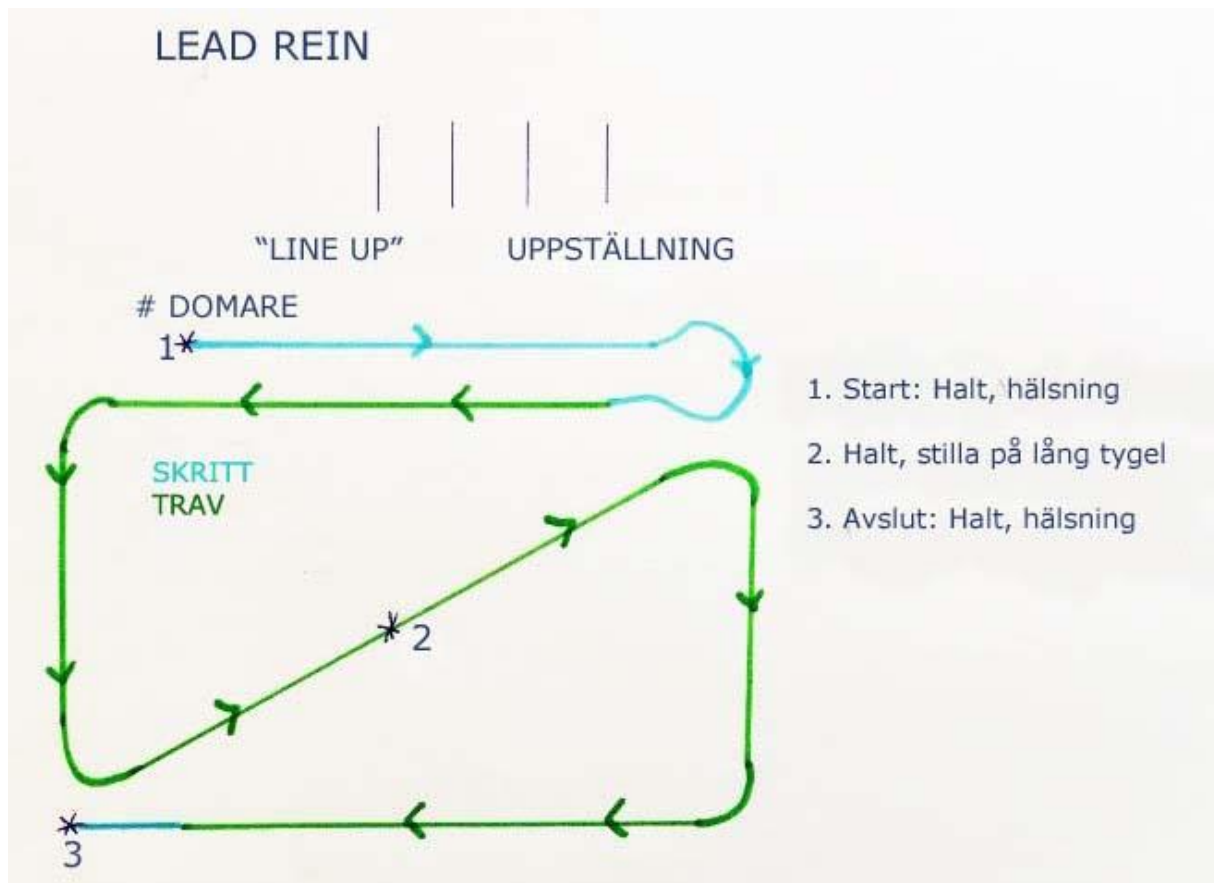 LEAD REIN
“LINE UP” UPPSTÄLLNING
# DOMARE
1
SKRITT
TRAV
2
3
1. Start: Halt, hälsning
2. Halt, stilla på lång tygel
3. Avslut: Halt, hälsning